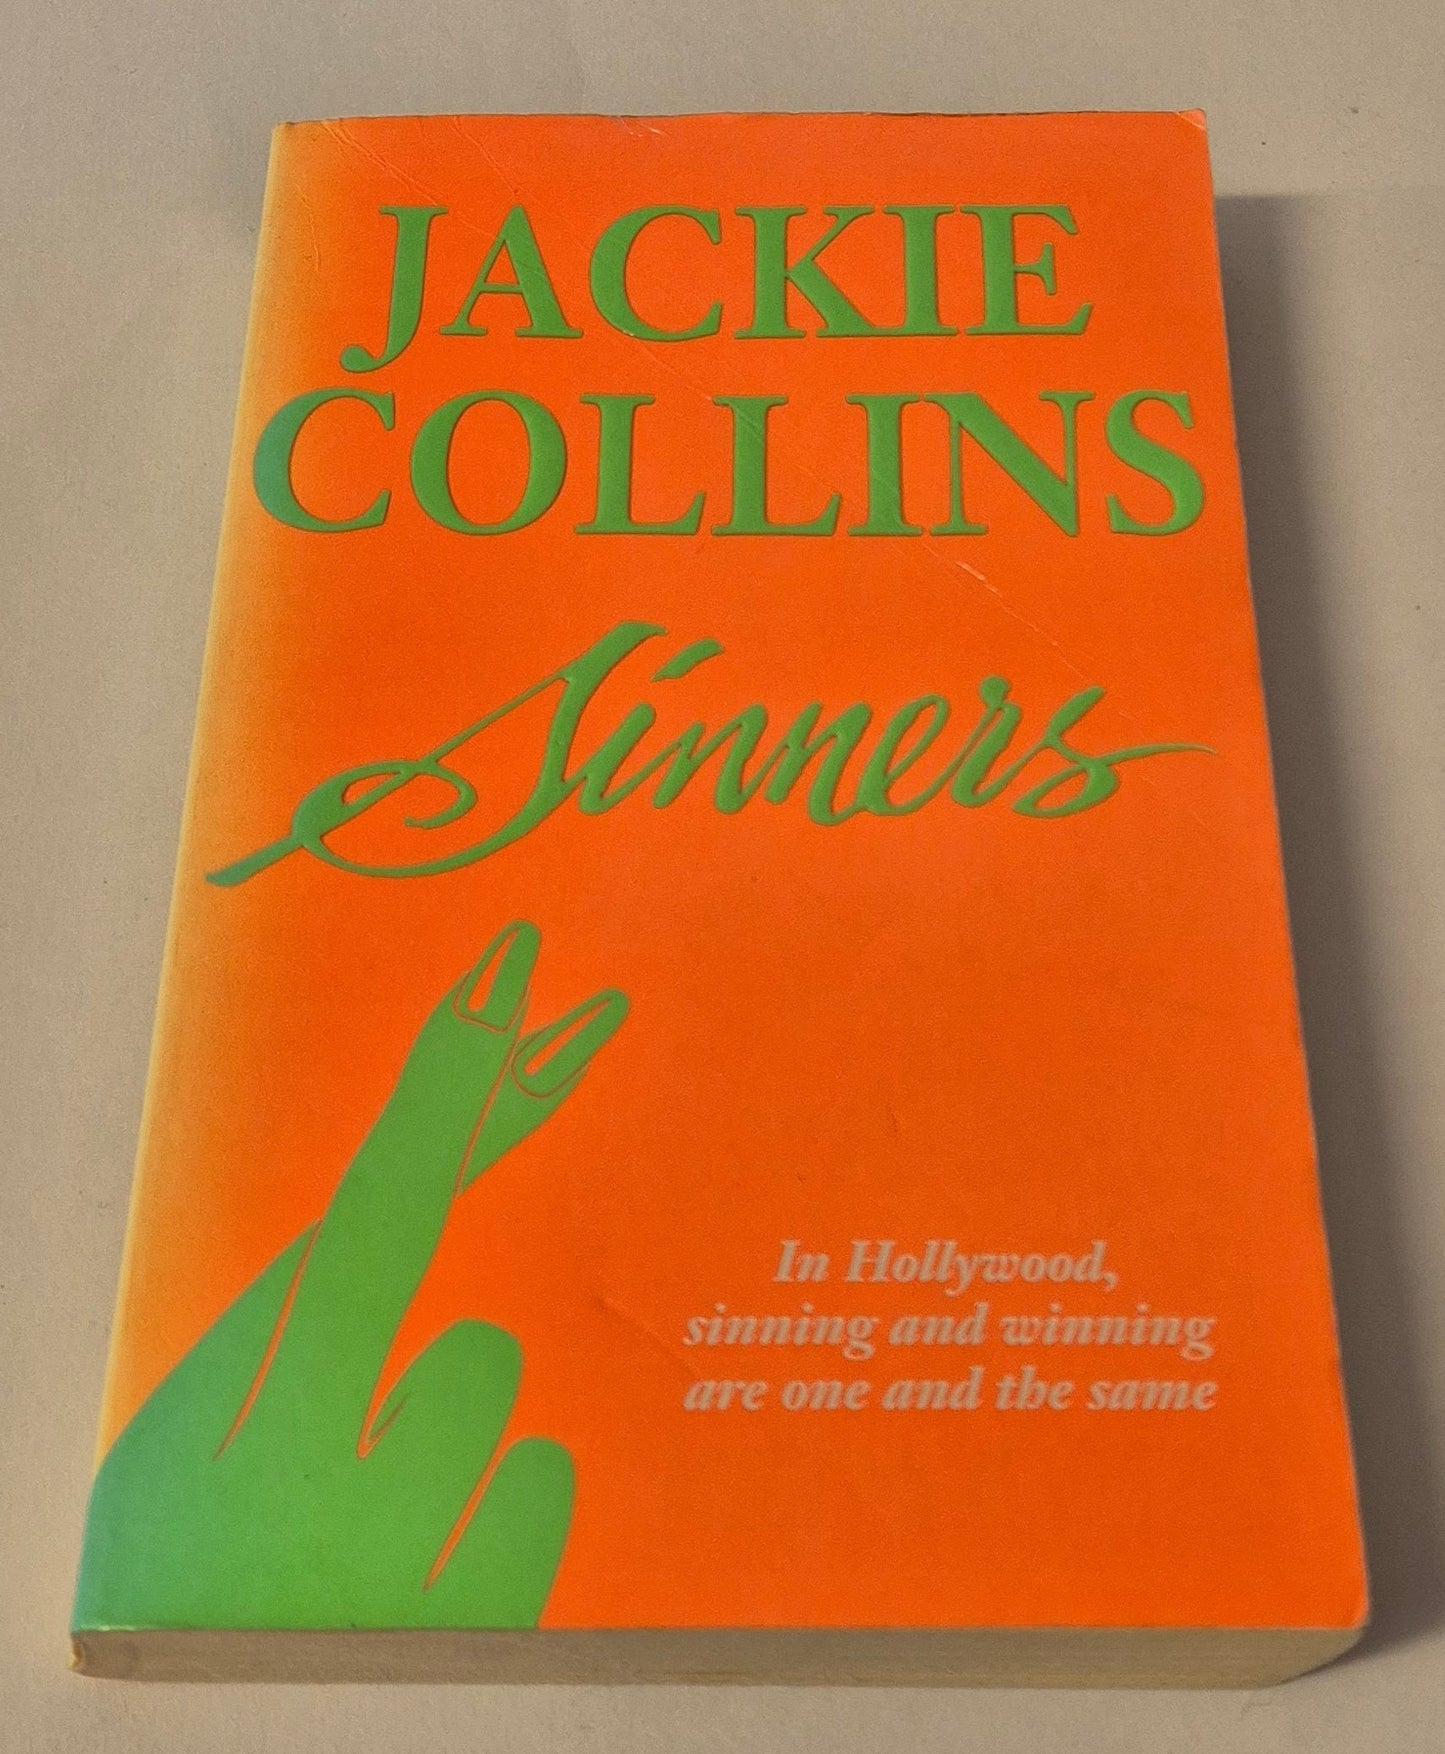 JACKIE
COLLINS
Sinners
In Hollywood,
sinning and winning
are one and the same